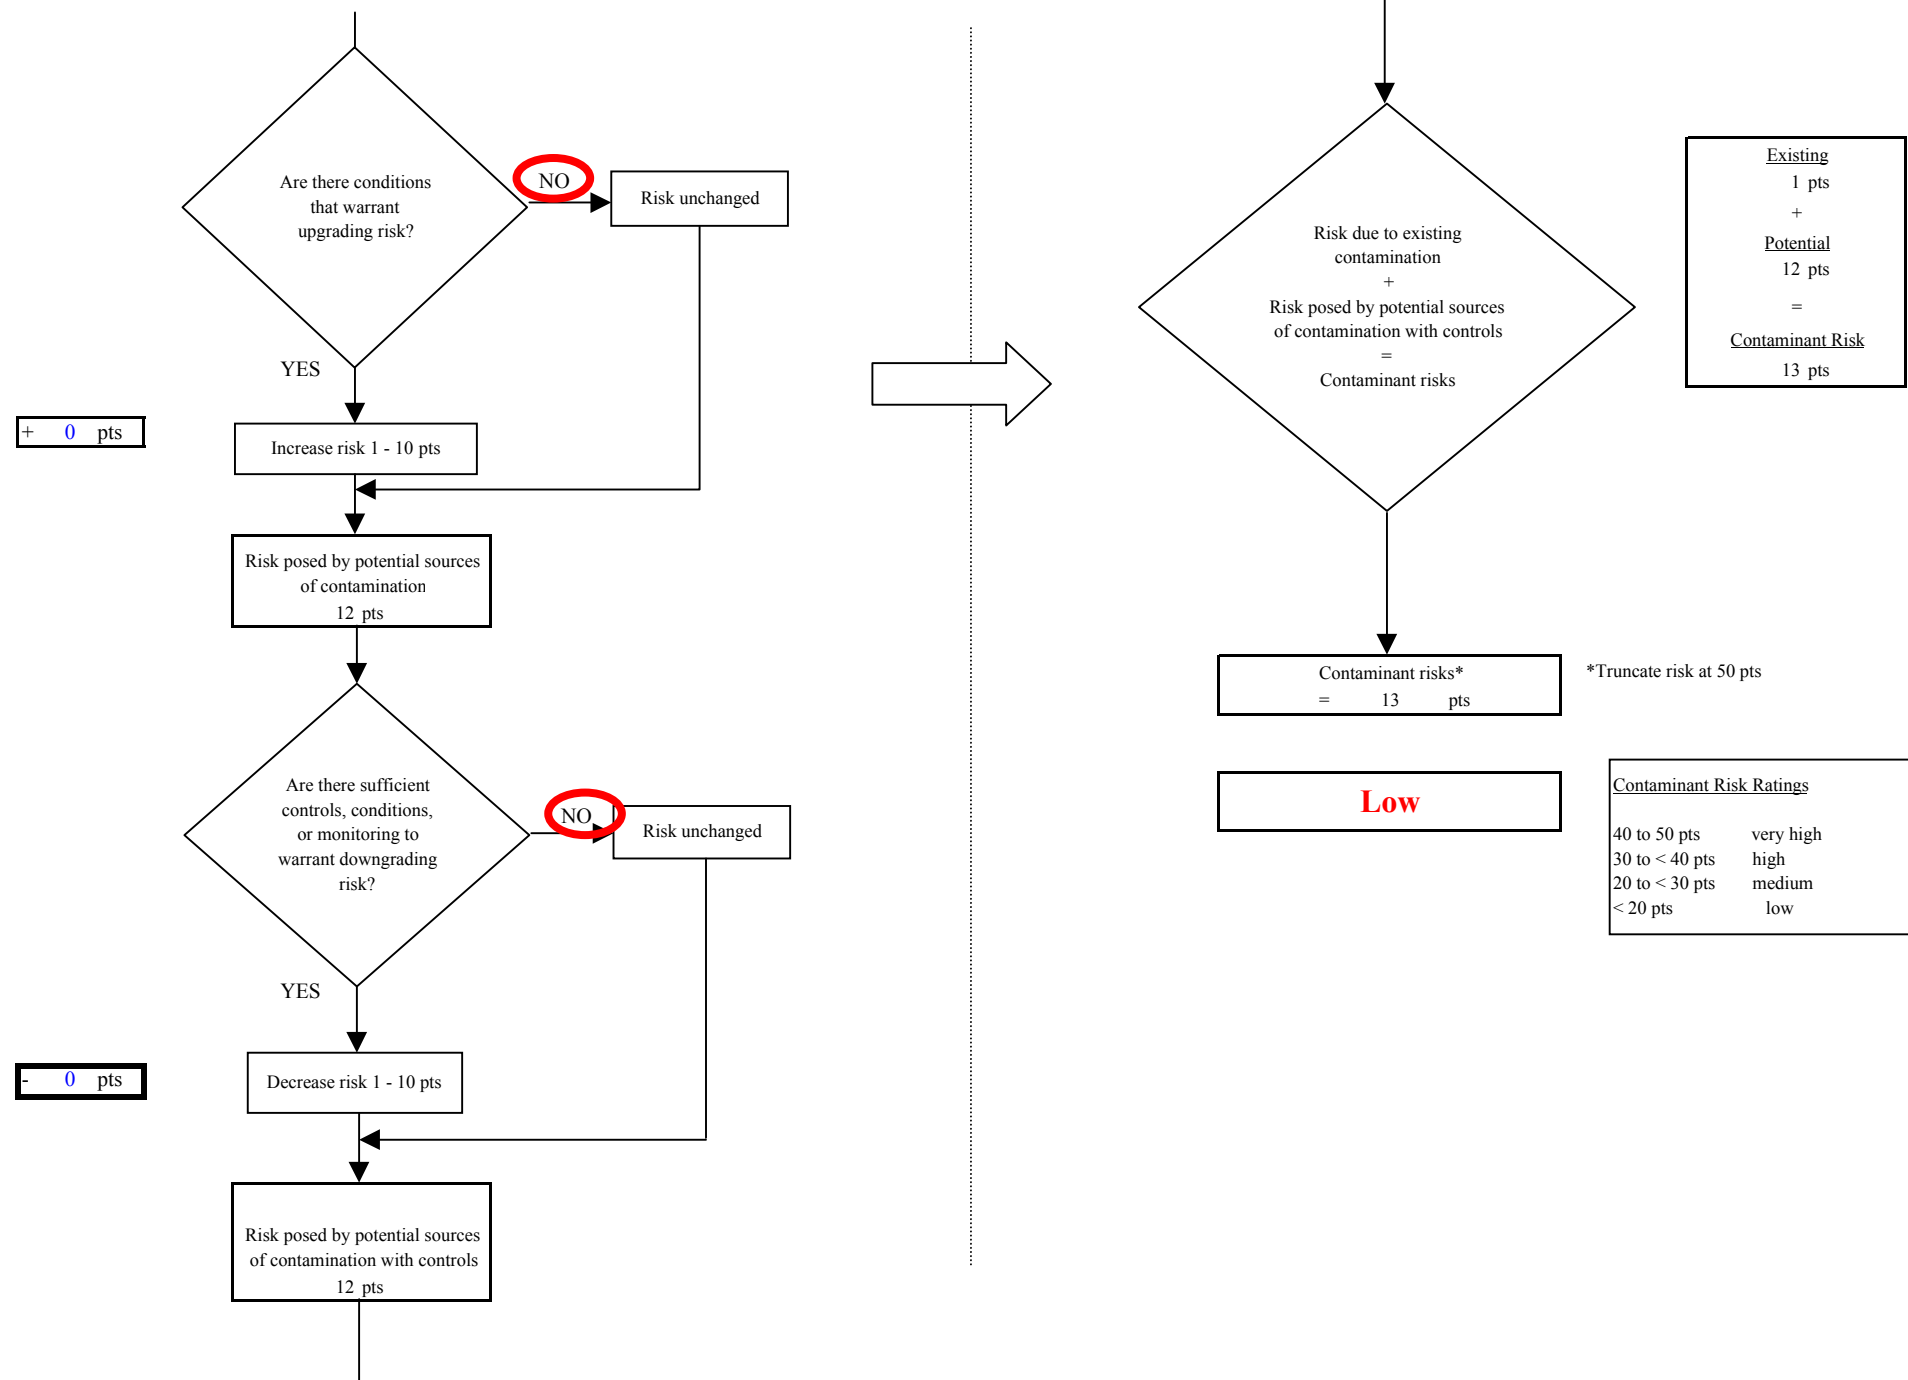 Are there conditions
that warrant
upgrading risk?
NO
Risk unchanged
YES
+ 0 pts
Increase risk 1 - 10 pts
Risk posed by potential sources
of contamination
12 pts
Are there sufficient
controls, conditions,
or monitoring to
warrant downgrading
risk?
NO
Risk unchanged
YES
- 0 pts
Decrease risk 1 - 10 pts
Risk posed by potential sources
of contamination with controls
12 pts
Risk due to existing
contamination
+
Risk posed by potential sources
of contamination with controls
=
Contaminant risks
Existing
1 pts
+
Potential
12 pts
=
Contaminant Risk
13 pts
Contaminant risks*
= 13 pts
*Truncate risk at 50 pts
Low
Contaminant Risk Ratings
40 to 50 pts very high
30 to < 40 pts high
20 to < 30 pts medium
< 20 pts low